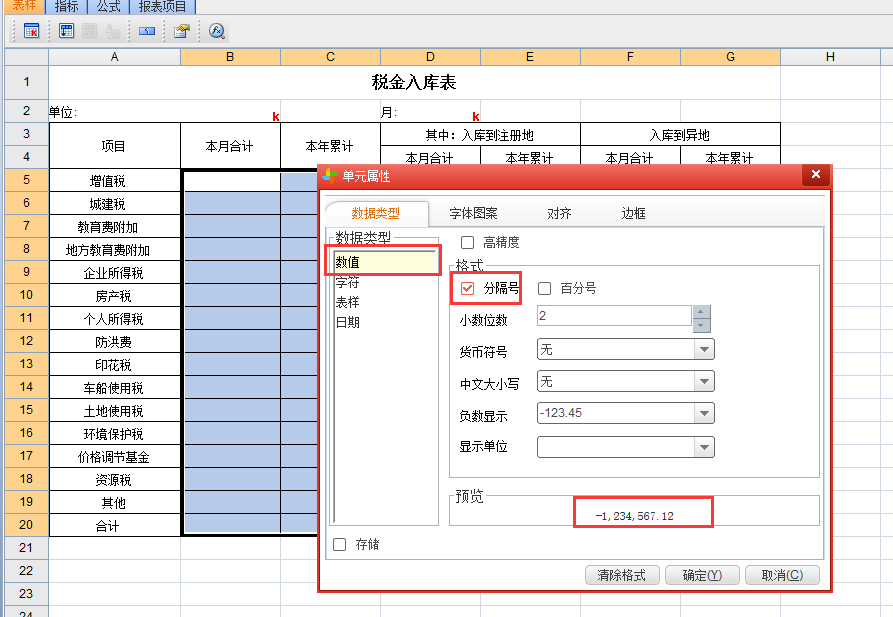 表样 指标 公式 报表项目
A B C D E F G H
1 税金入库表
2 单位: k 月: k
3 项目 本月合计 本年累计 其中：入库到注册地 入库到异地
4 本月合计 本年累计 本月合计 本年累计
5 增值税
6 城建税
7 教育费附加
8 地方教育费附加
9 企业所得税
10 房产税
11 个人所得税
12 防洪费
13 印花税
14 车船使用税
15 土地使用税
16 环境保护税
17 价格调节基金
18 资源税
19 其他
20 合计
21
22
23
24
单元属性
数据类型 字体图案 对齐 边框
数据类型
数值
字符
表样
日期
高精度
格式
分隔号 百分号
小数位数 2
货币符号 无
中文大小写 无
负数显示 -123.45
显示单位
预览
-1,234,567.12
存储
清除格式 确定(Y) 取消(C)